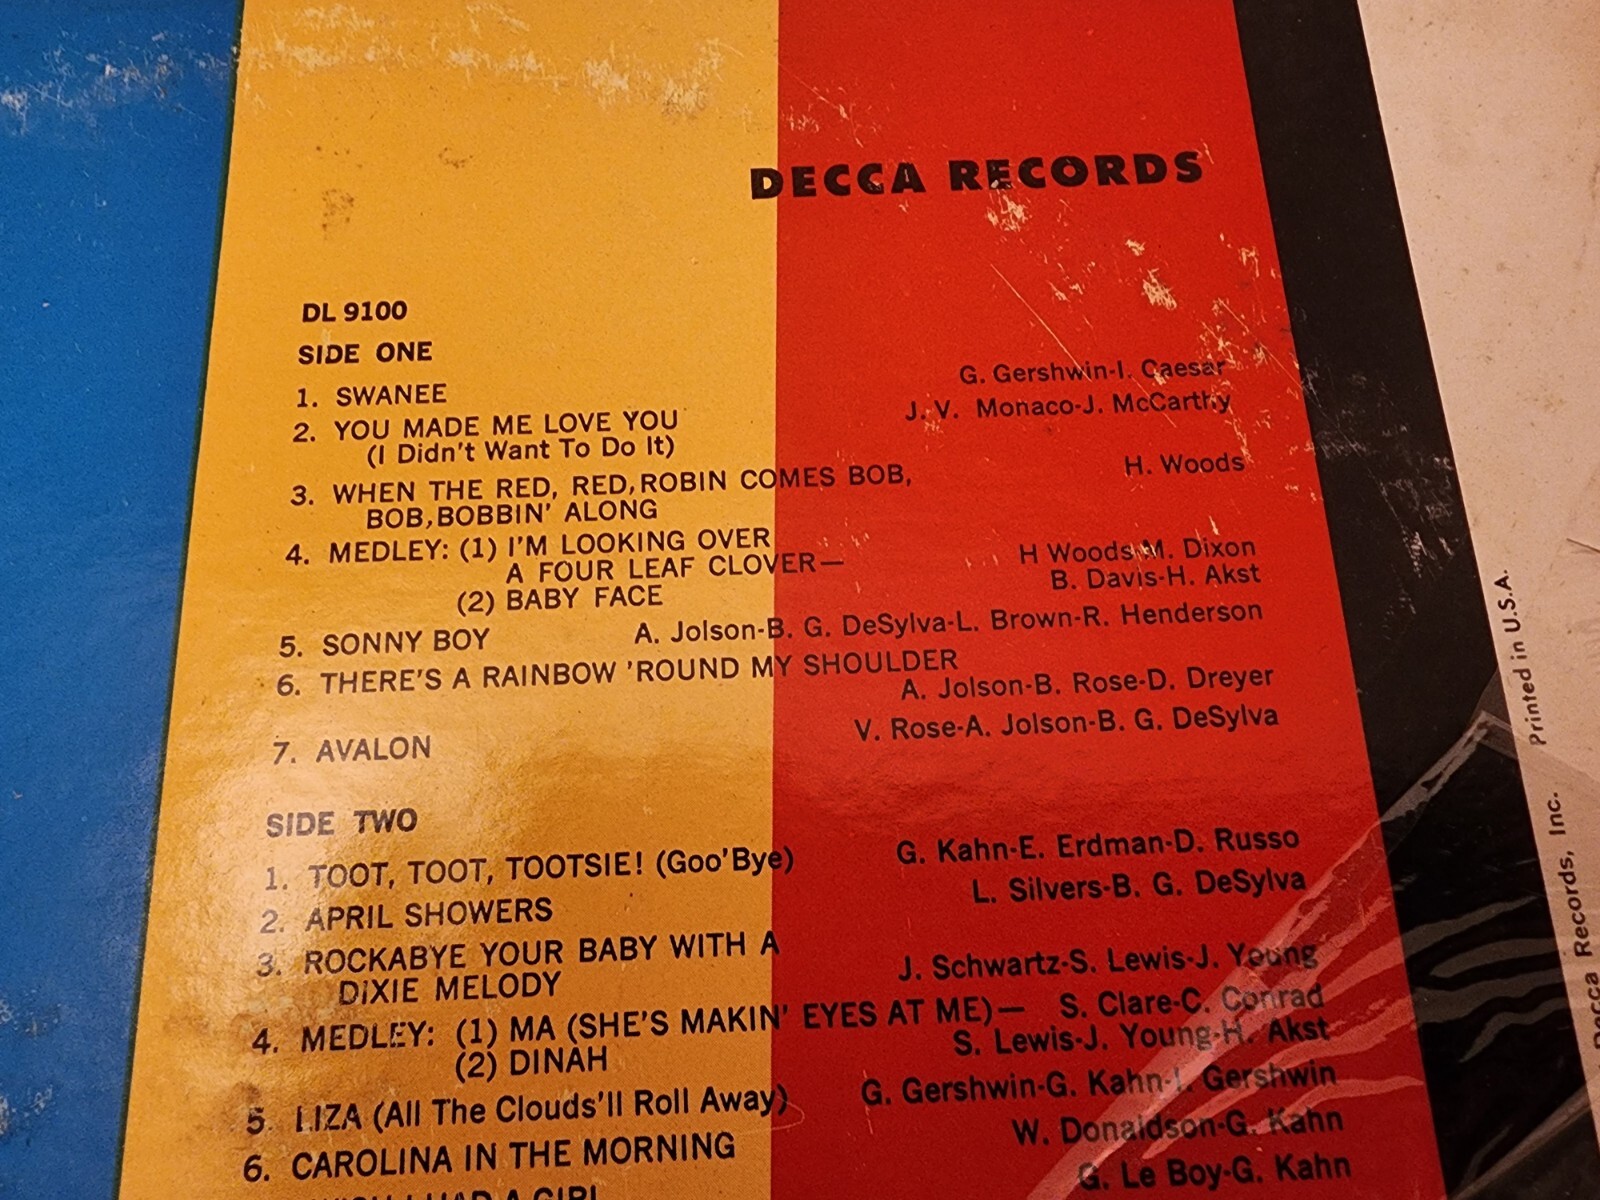 DECCA RECORDS
DL 9100
SIDE ONE
1. SWANEE G. Gershwin-I. Caesar
2. YOU MADE ME LOVE YOU J. V. Monaco-J. McCarthy
(I Didn't Want To Do It)
3. WHEN THE RED, RED, ROBIN COMES BOB, H. Woods
BOB, BOBBIN' ALONG
4. MEDLEY: (1) I'M LOOKING OVER
A FOUR LEAF CLOVER— H Woods M. Dixon
(2) BABY FACE B. Davis-H. Akst
5. SONNY BOY A. Jolson-B. G. DeSylva-L. Brown-R. Henderson
6. THERE'S A RAINBOW 'ROUND MY SHOULDER
A. Jolson-B. Rose-D. Dreyer
7. AVALON V. Rose-A. Jolson-B. G. DeSylva
SIDE TWO
1. TOOT, TOOT, TOOTSIE! (Goo'Bye) G. Kahn-E. Erdman-D. Russo
2. APRIL SHOWERS L. Silvers-B. G. DeSylva
3. ROCKABYE YOUR BABY WITH A
DIXIE MELODY J. Schwartz-S. Lewis-J. Young
4. MEDLEY: (1) MA (SHE'S MAKIN' EYES AT ME)— S. Clare-C. Conrad
(2) DINAH S. Lewis-J. Young-H. Akst
5. LIZA (All The Clouds'll Roll Away) G. Gershwin-G. Kahn-I. Gershwin
6. CAROLINA IN THE MORNING W. Donaldson-G. Kahn
I HAD A GIRL G. Le Boy-G. Kahn
Decca Records, Inc. Printed in U.S.A.